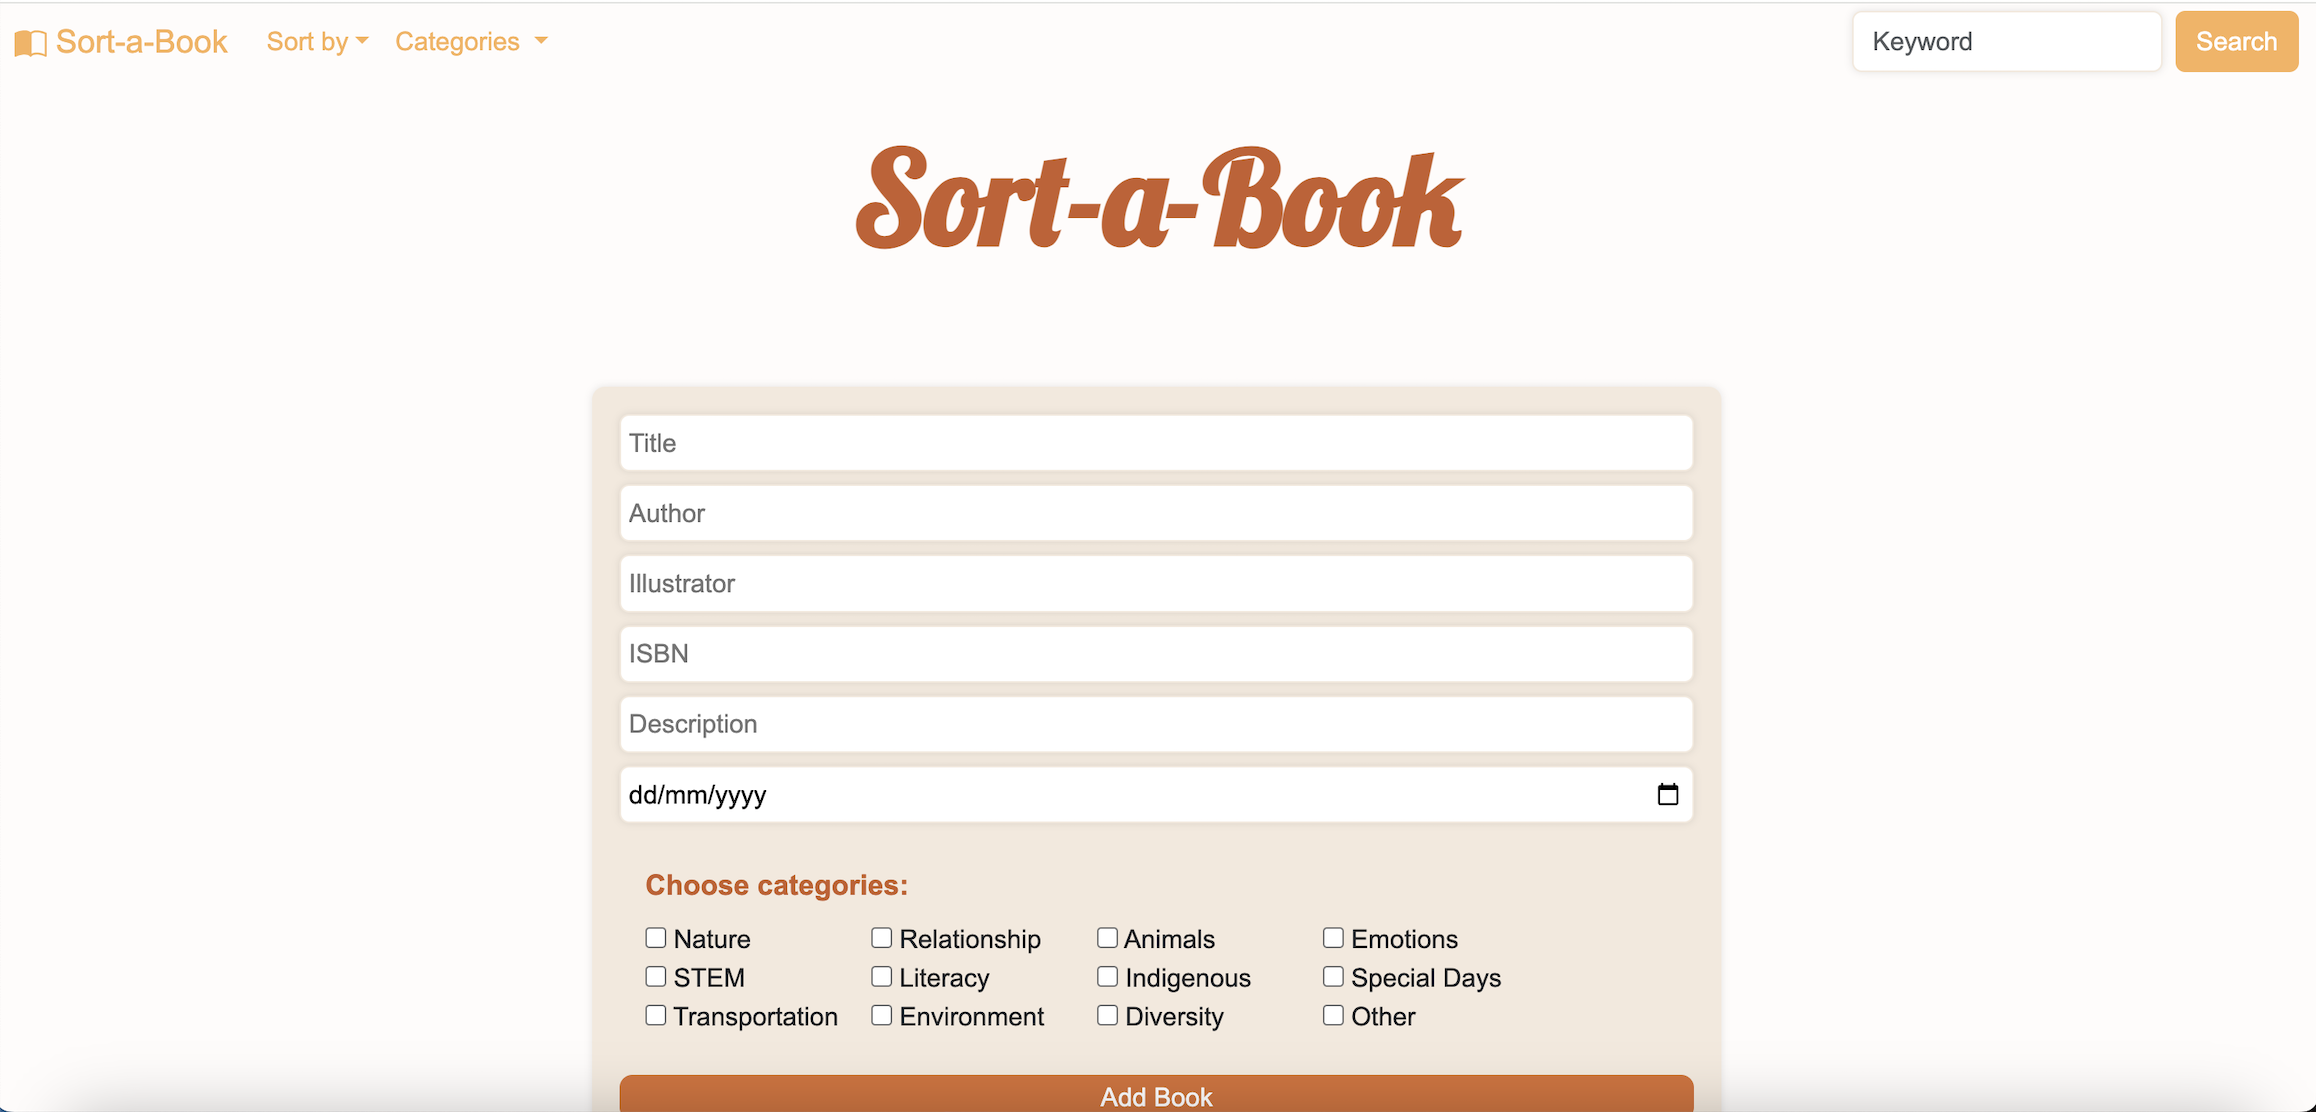 Sort-a-Book Sort by Categories Keyword Search
Sort-a-Book
Title
Author
Illustrator
ISBN
Description
dd/mm/yyyy
Choose categories:
Nature Relationship Animals Emotions
STEM Literacy Indigenous Special Days
Transportation Environment Diversity Other
Add Book